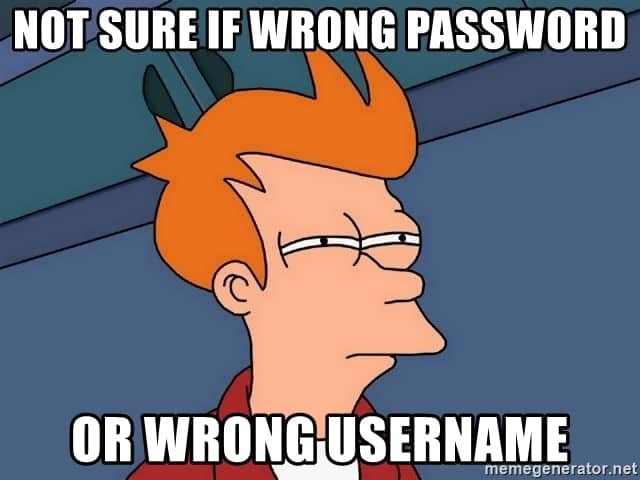 NOT SURE IF WRONG PASSWORD
OR WRONG USERNAME
memegenerator.net